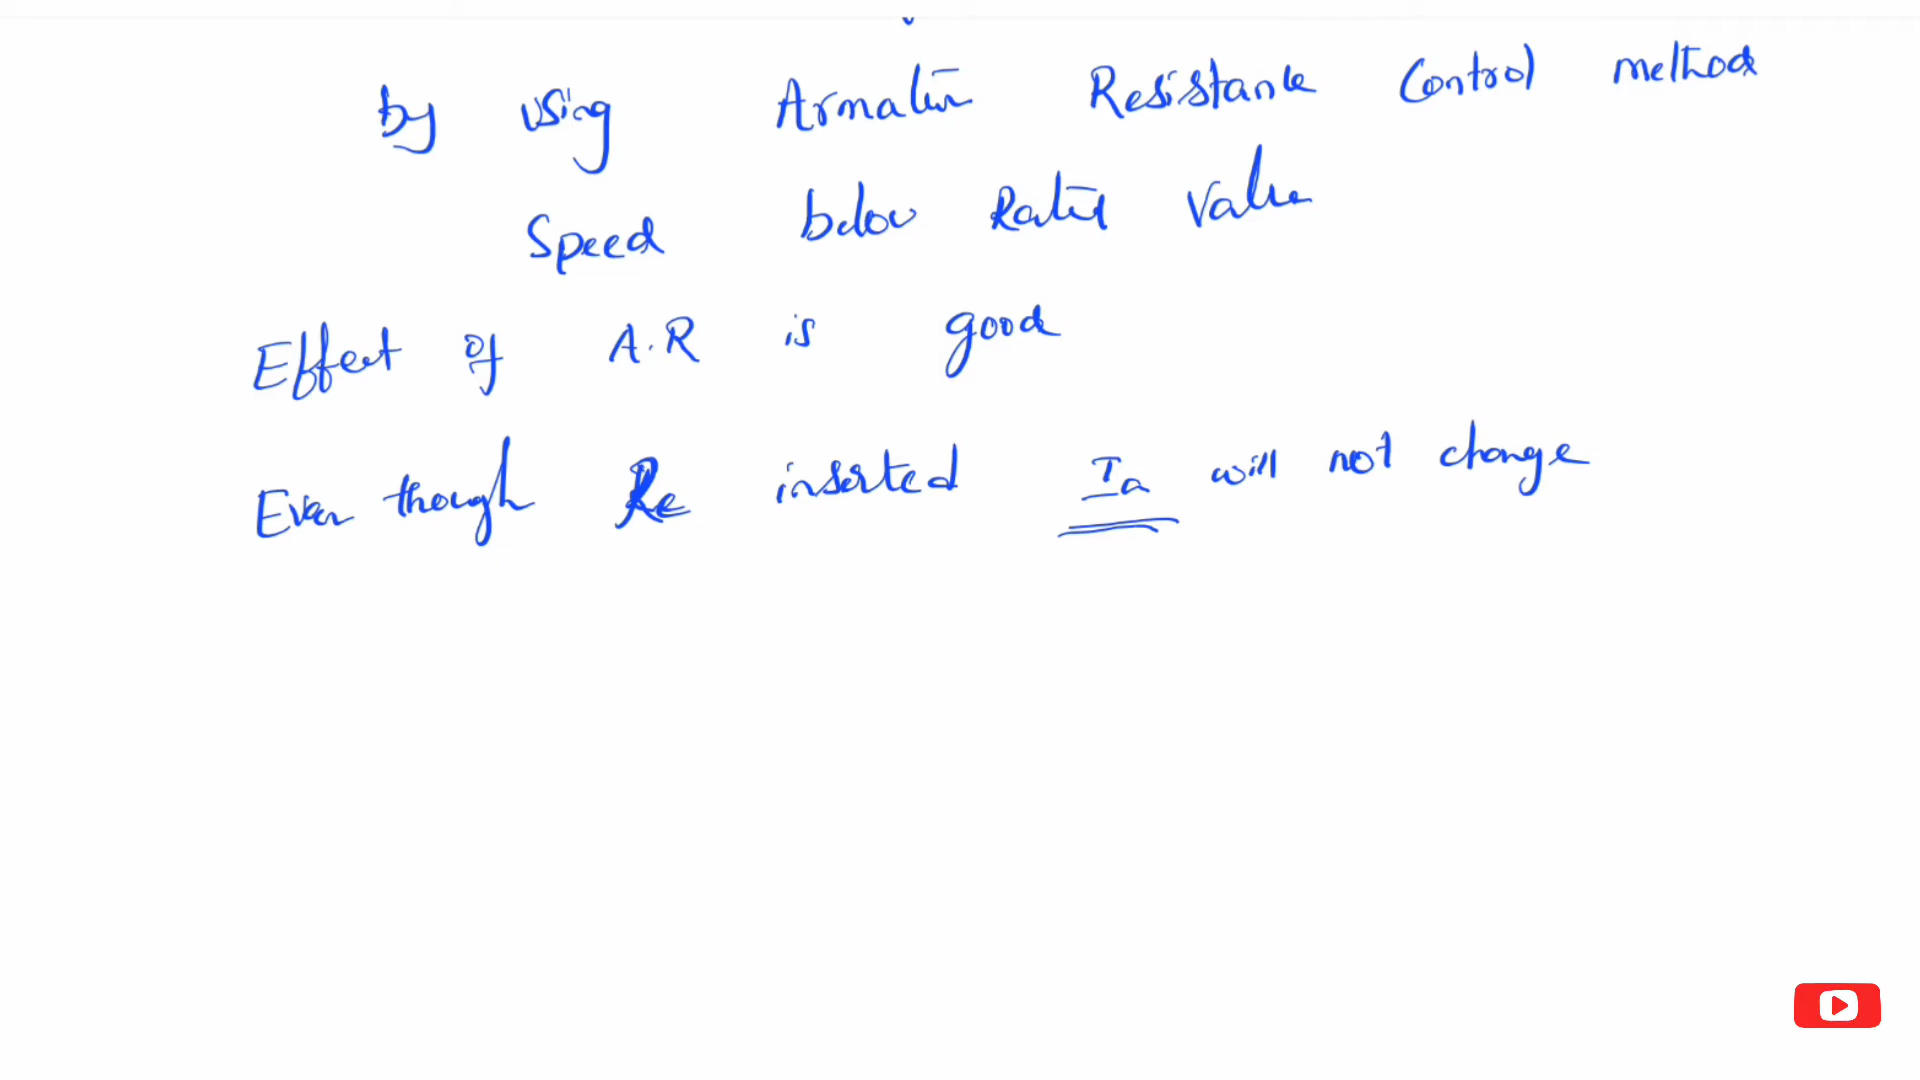 by using Armature Resistance Control method
Speed below Rated value
Effect of A.R is good
Even though Re inserted Ia will not change